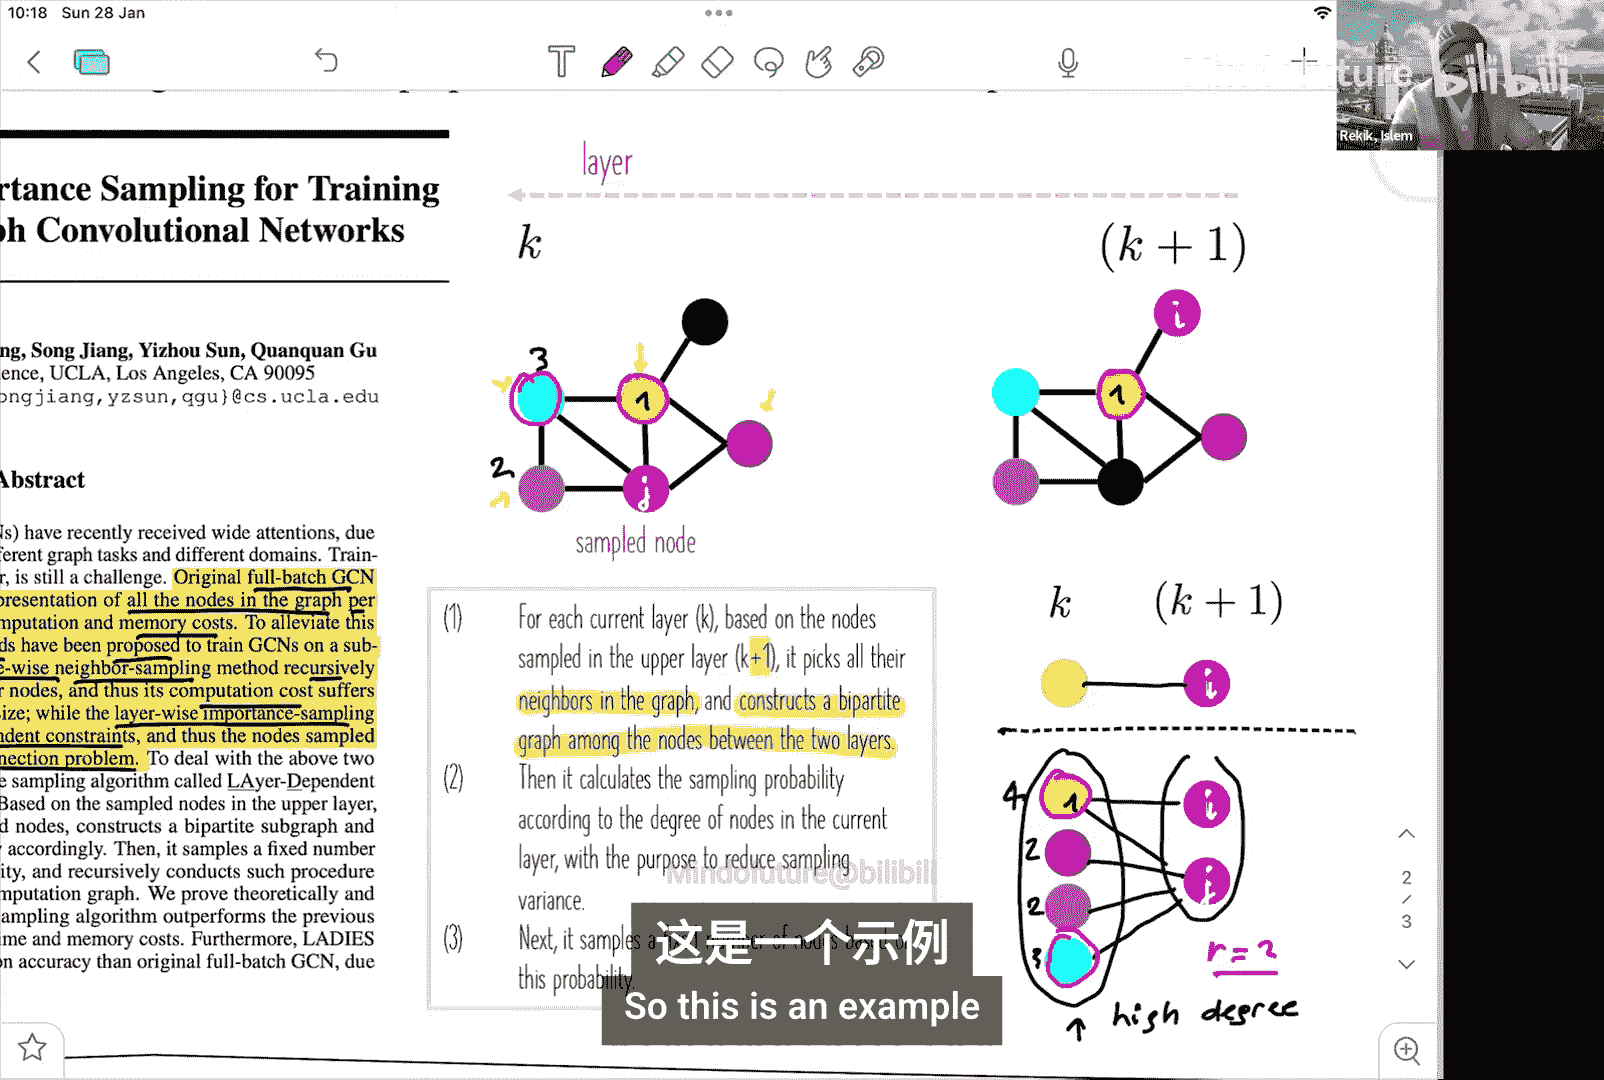 10:18 Sun 28 Jan
ture bilibili
Rekik, Islem
rtance Sampling for Training
ph Convolutional Networks
ng, Song Jiang, Yizhou Sun, Quanquan Gu
ience, UCLA, Los Angeles, CA 90095
ongjiang,yzsun,qgu}@cs.ucla.edu
Abstract
Ns) have recently received wide attentions, due
fferent graph tasks and different domains. Train-
r, is still a challenge. Original full-batch GCN
presentation of all the nodes in the graph per
mputation and memory costs. To alleviate this
ds have been proposed to train GCNs on a sub-
e-wise neighbor-sampling method recursively
r nodes, and thus its computation cost suffers
size; while the layer-wise importance-sampling
ndent constraints, and thus the nodes sampled
nection problem. To deal with the above two
e sampling algorithm called LAyer-Dependent
Based on the sampled nodes in the upper layer,
d nodes, constructs a bipartite subgraph and
y accordingly. Then, it samples a fixed number
ity, and recursively conducts such procedure
mputation graph. We prove theoretically and
ampling algorithm outperforms the previous
ime and memory costs. Furthermore, LADIES
on accuracy than original full-batch GCN, due
layer
k (k + 1)
i
3 1 1
2 j
sampled node
(1) For each current layer (k), based on the nodes
sampled in the upper layer (k+1), it picks all their
neighbors in the graph, and constructs a bipartite
graph among the nodes between the two layers.
(2) Then it calculates the sampling probability
according to the degree of nodes in the current
layer, with the purpose to reduce sampling
variance.
(3) Next, it samples a
this probability.
k (k + 1)
i
4 1 i
2
2 j
3
r = 2
high degree
2
3
Mindofuture@bilibili
这是一个示例
So this is an example